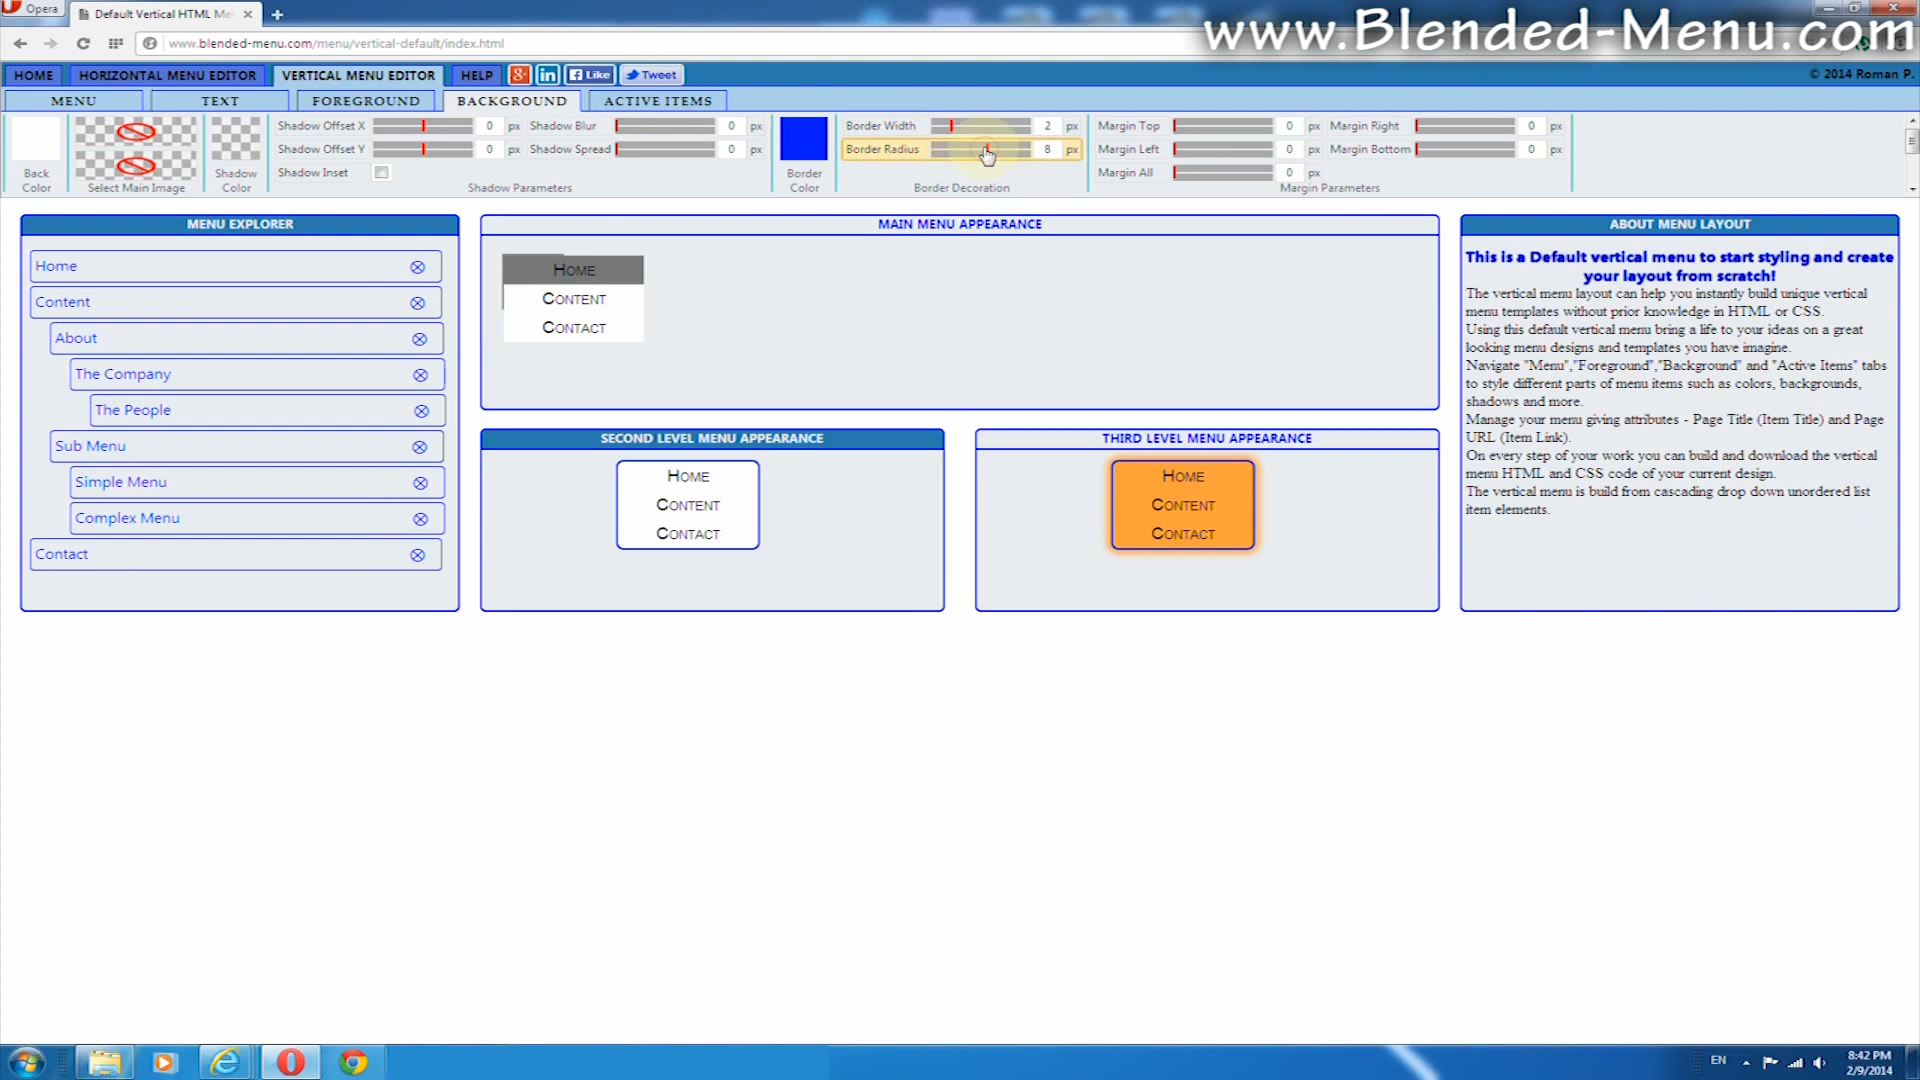 Opera
Default Vertical HTML Me
www.Blended-Menu.com
www.blended-menu.com/menu/vertical-default/index.html
HOME
HORIZONTAL MENU EDITOR
VERTICAL MENU EDITOR
HELP
Like
Tweet
© 2014 Roman P.
MENU
TEXT
FOREGROUND
BACKGROUND
ACTIVE ITEMS
Back
Color
Select Main Image
Shadow
Color
Shadow Offset X 0 px Shadow Blur 0 px
Shadow Offset Y 0 px Shadow Spread 0 px
Shadow Inset
Shadow Parameters
Border
Color
Border Width 2 px
Border Radius 8 px
Border Decoration
Margin Top 0 px Margin Right 0 px
Margin Left 0 px Margin Bottom 0 px
Margin All 0 px
Margin Parameters
MENU EXPLORER
Home
Content
About
The Company
The People
Sub Menu
Simple Menu
Complex Menu
Contact
MAIN MENU APPEARANCE
HOME
CONTENT
CONTACT
SECOND LEVEL MENU APPEARANCE
HOME
CONTENT
CONTACT
THIRD LEVEL MENU APPEARANCE
HOME
CONTENT
CONTACT
ABOUT MENU LAYOUT
This is a Default vertical menu to start styling and create
your layout from scratch!
The vertical menu layout can help you instantly build unique vertical
menu templates without prior knowledge in HTML or CSS.
Using this default vertical menu bring a life to your ideas on a great
looking menu designs and templates you have imagine.
Navigate "Menu","Foreground","Background" and "Active Items" tabs
to style different parts of menu items such as colors, backgrounds,
shadows and more.
Manage your menu giving attributes - Page Title (Item Title) and Page
URL (Item Link).
On every step of your work you can build and download the vertical
menu HTML and CSS code of your current design.
The vertical menu is build from cascading drop down unordered list
item elements.
EN
8:42 PM
2/9/2014